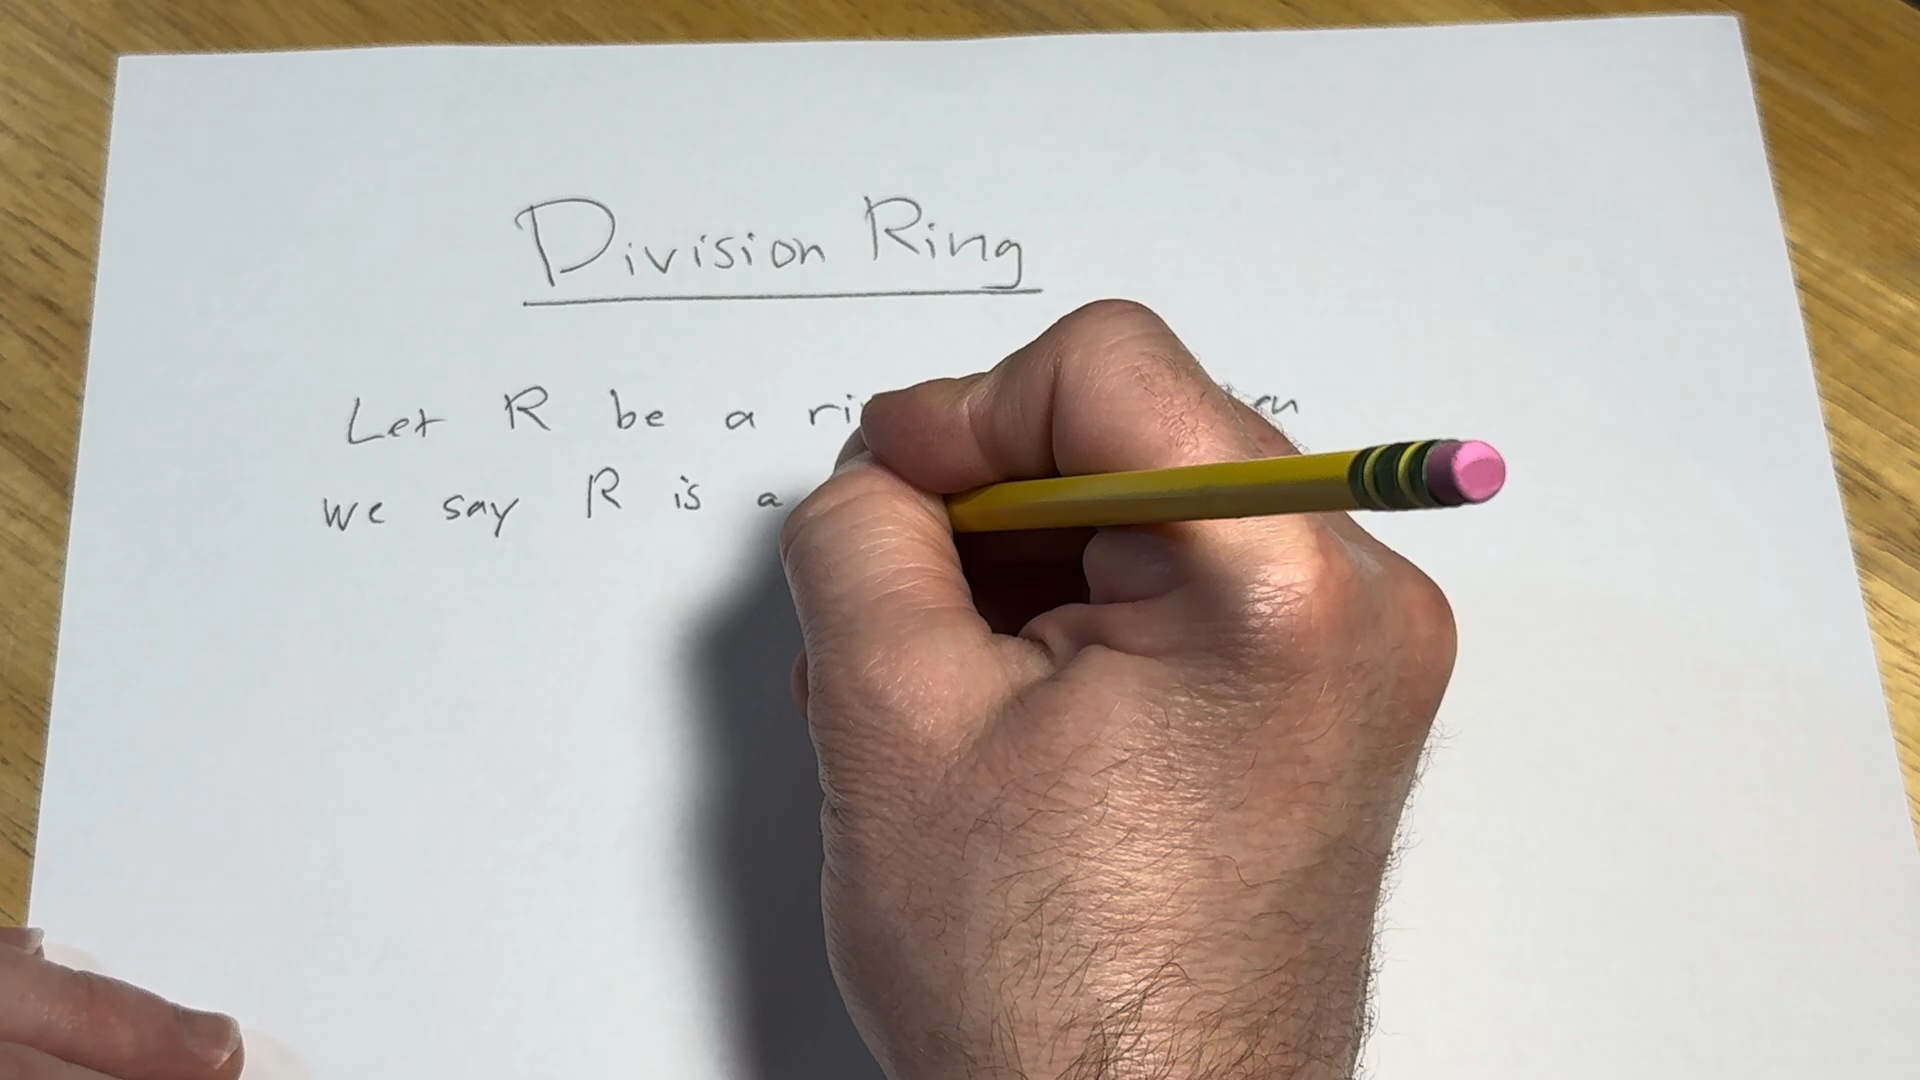 Division Ring
Let R be a
we say R is a